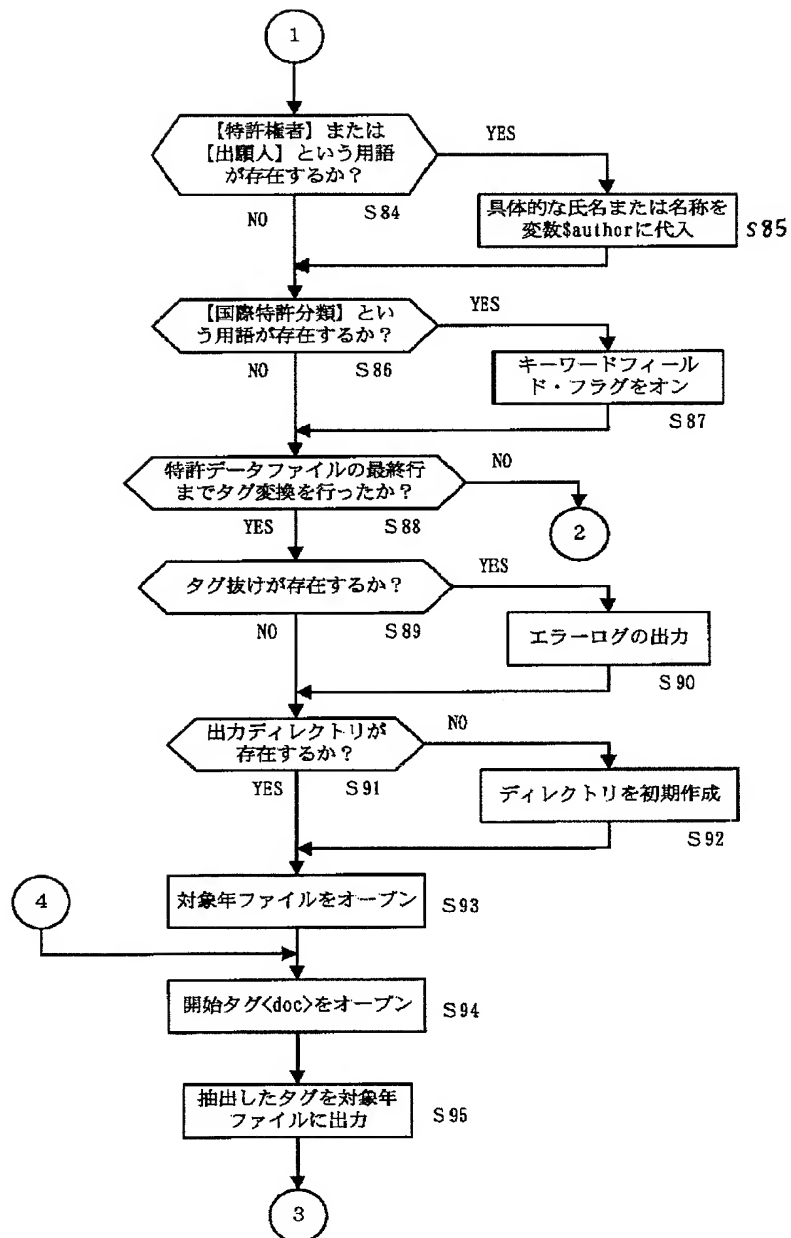 1
【特許権者】または
【出願人】という用語
が存在するか？
YES
NO
S84
具体的な氏名または名称を
変数$authorに代入
S85
【国際特許分類】とい
う用語が存在するか？
YES
NO
S86
キーワードフィール
ド・フラグをオン
S87
特許データファイルの最終行
までタグ変換を行ったか？
NO
YES
S88
2
タグ抜けが存在するか？
YES
NO
S89
エラーログの出力
S90
出力ディレクトリが
存在するか？
NO
YES
S91
ディレクトリを初期作成
S92
4
対象年ファイルをオープン
S93
開始タグ<doc>をオープン
S94
抽出したタグを対象年
ファイルに出力
S95
3